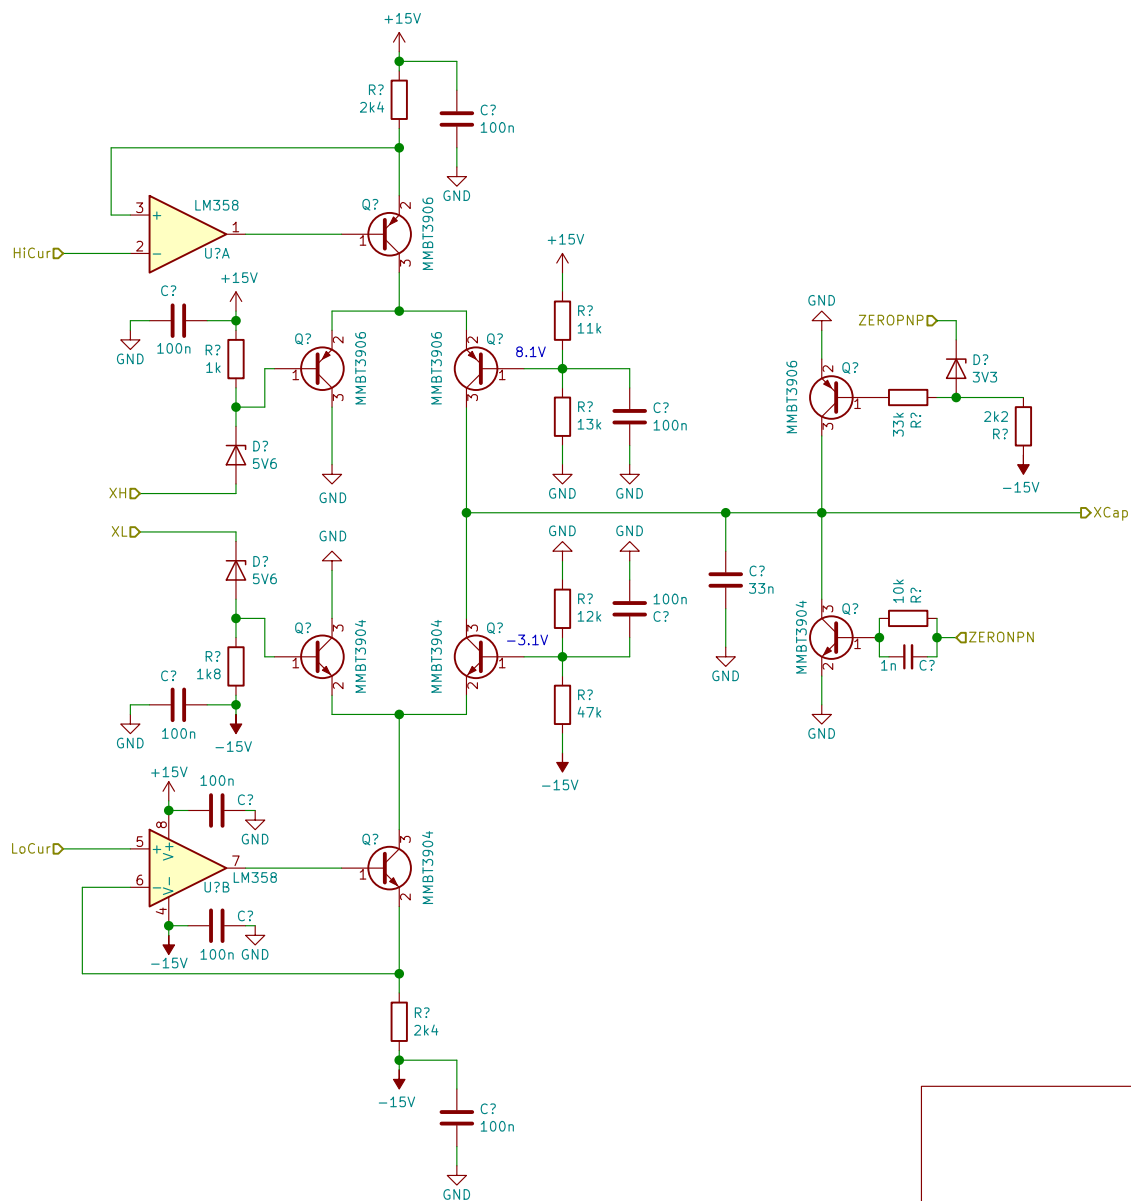 +15V
R?
2k4
C?
100n
GND
3
+
LM358
1
2
−
U?A
HiCur
Q?
1
2
3
MMBT3906
+15V
C?
100n
GND
R?
1k
Q?
1
2
3
MMBT3906
D?
5V6
XH
GND
Q?
1
2
3
MMBT3906
8.1V
+15V
R?
11k
R?
13k
C?
100n
GND
GND
GND
Q?
1
2
3
MMBT3906
ZEROPNP
D?
3V3
33k
R?
2k2
R?
−15V
XCap
XL
D?
5V6
GND
Q?
1
3
2
MMBT3904
R?
1k8
C?
100n
GND
−15V
Q?
1
3
2
MMBT3904
−3.1V
GND
GND
R?
12k
100n
C?
R?
47k
−15V
C?
33n
GND
Q?
1
3
2
MMBT3904
10k
R?
1n
C?
ZERONPN
GND
+15V
100n
C?
GND
8
V+
LoCur
5
+
6
−
7
LM358
U?B
V−
4
C?
100n
GND
−15V
Q?
1
3
2
MMBT3904
R?
2k4
−15V
C?
100n
GND